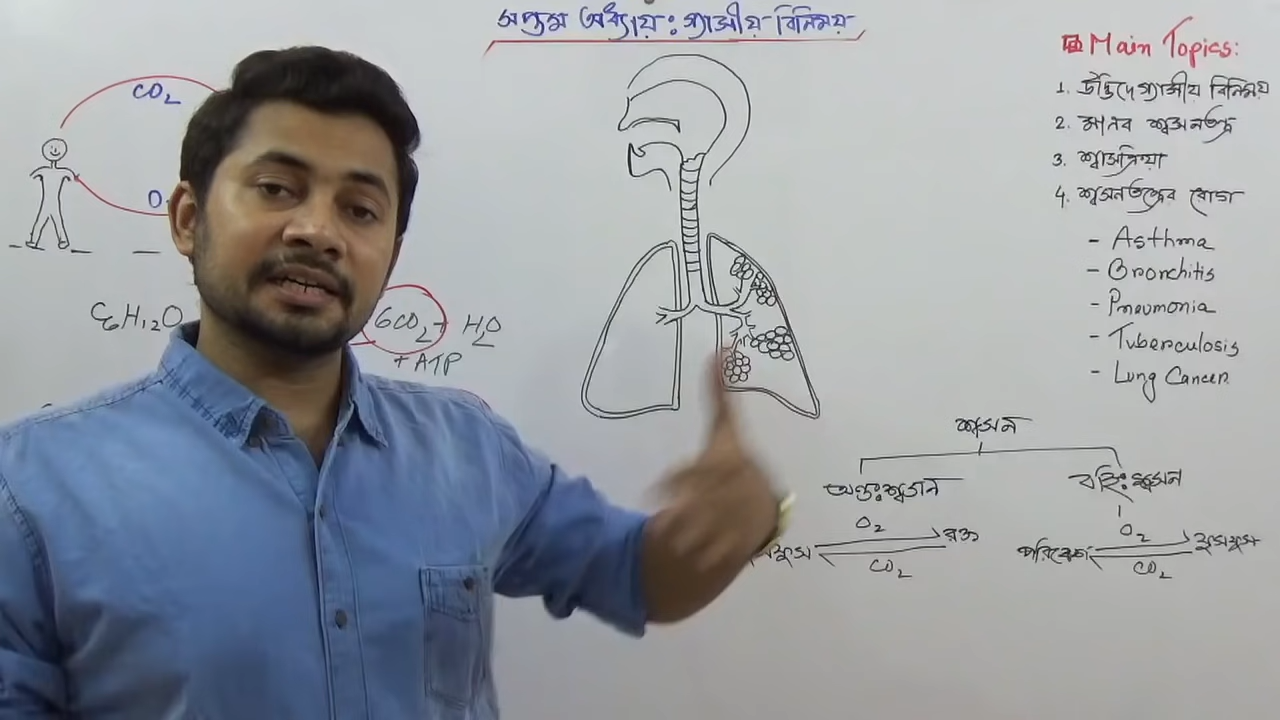 সপ্তম অধ্যায় : গ্যাসীয় বিনিময়
CO₂
O
C₆H₁₂O
6CO₂ + H₂O
+ ATP
Main Topics:
1. উদ্ভিদে গ্যাসীয় বিনিময়
2. মানব শ্বসনতন্ত্র
3. শ্বাসক্রিয়া
4. শ্বসনতন্ত্রের রোগ
- Asthma
- Bronchitis
- Pneumonia
- Tuberculosis
- Lung Cancer
শ্বসন
অন্তঃশ্বসন
বহিঃশ্বসন
O₂
রক্ত
CO₂
পরিবেশ
O₂
ফুসফুস
CO₂